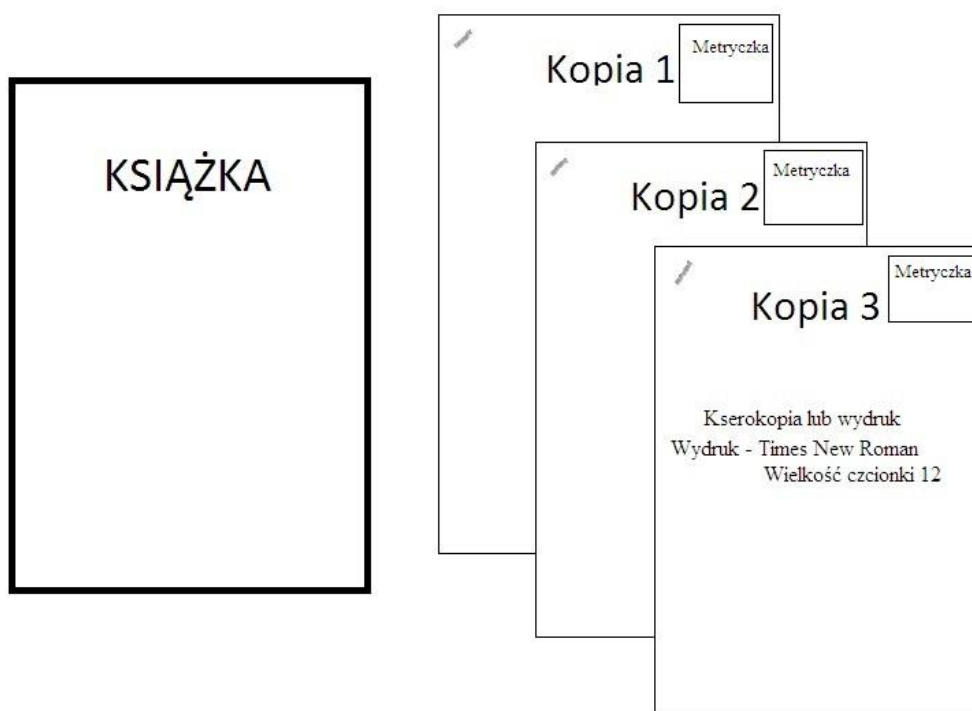 KSIĄŻKA
Kopia 1
Metryczka
Kopia 2
Metryczka
Kopia 3
Metryczka
Kserokopia lub wydruk
Wydruk - Times New Roman
Wielkość czcionki 12